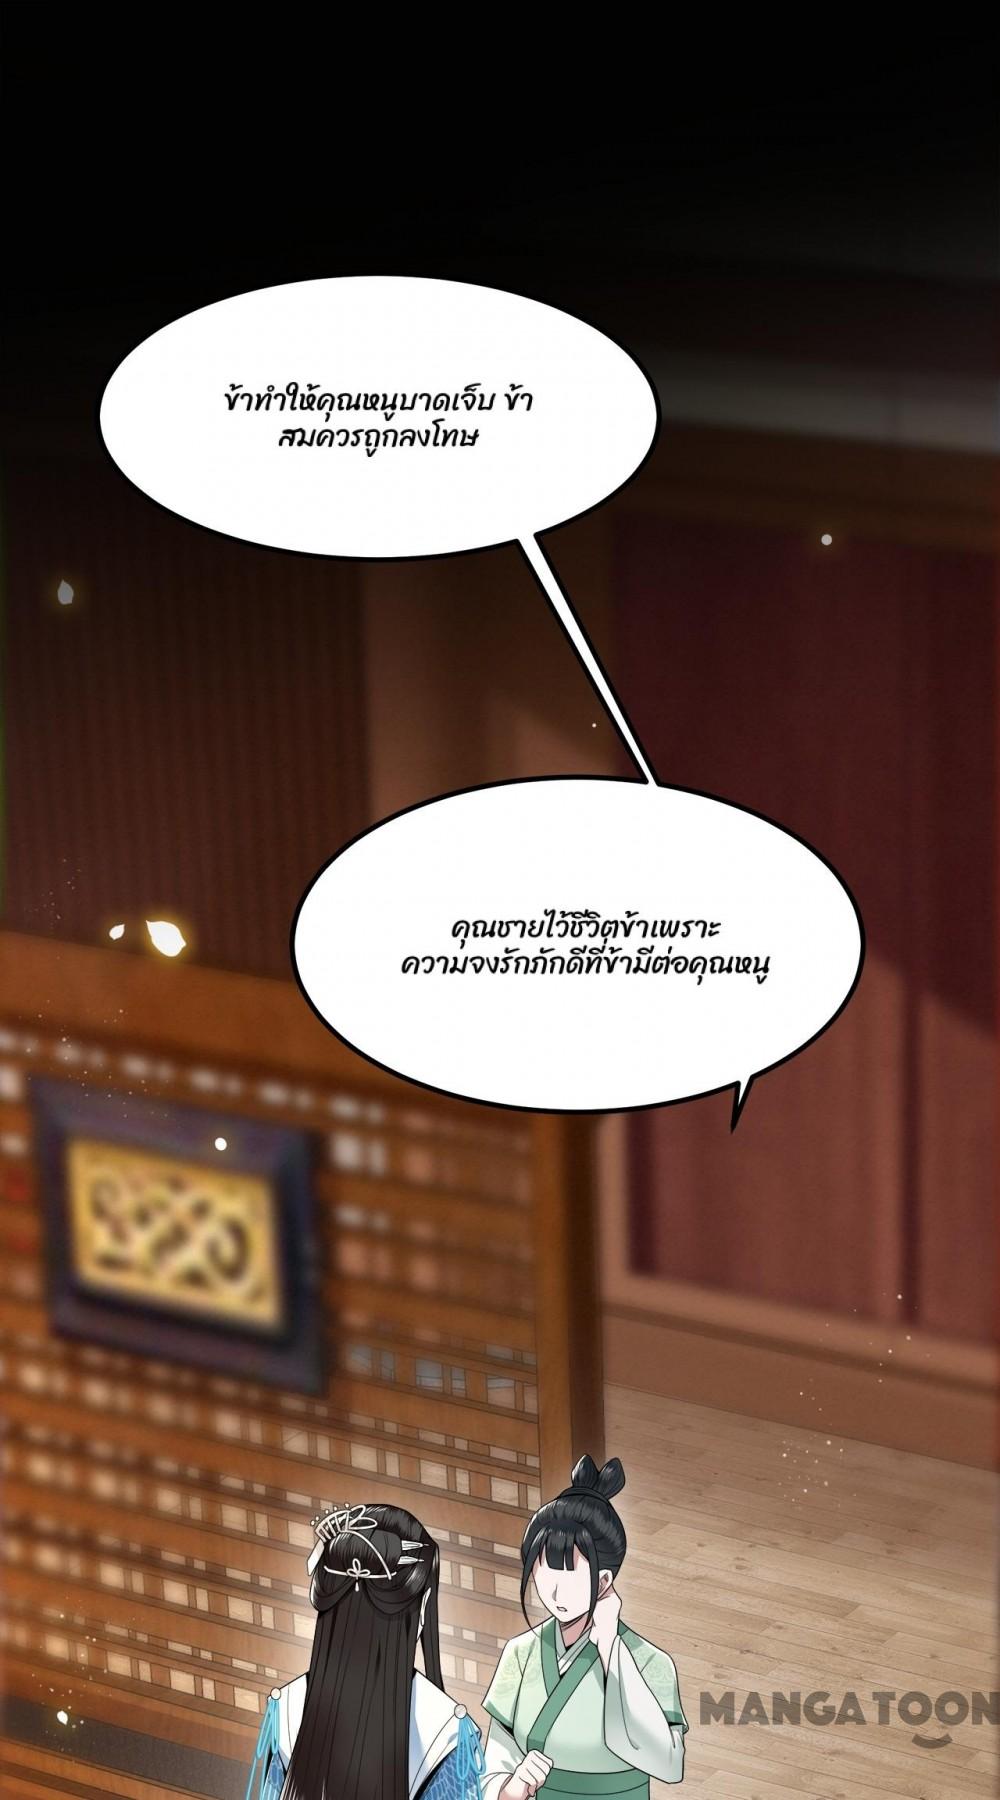 ข้าทำให้คุณหนูบาดเจ็บ ข้า
สมควรถูกลงโทษ
คุณชายไว้ชีวิตข้าเพราะ
ความจงรักภักดีที่ข้ามีต่อคุณหนู
MANGATOON